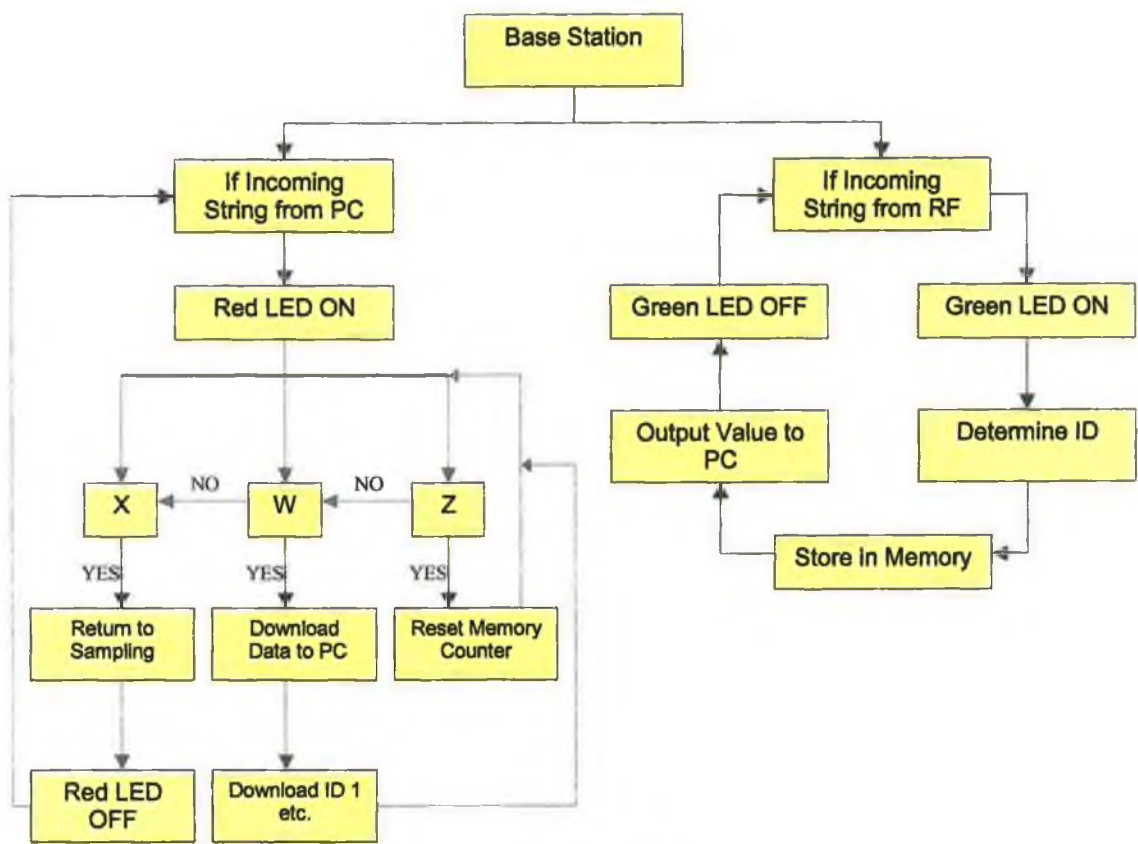 Base Station
If Incoming
String from PC
If Incoming
String from RF
Red LED ON
Green LED OFF
Green LED ON
Output Value to
PC
Determine ID
X
NO
W
NO
Z
Store in Memory
YES
YES
YES
Return to
Sampling
Download
Data to PC
Reset Memory
Counter
Red LED
OFF
Download ID 1
etc.